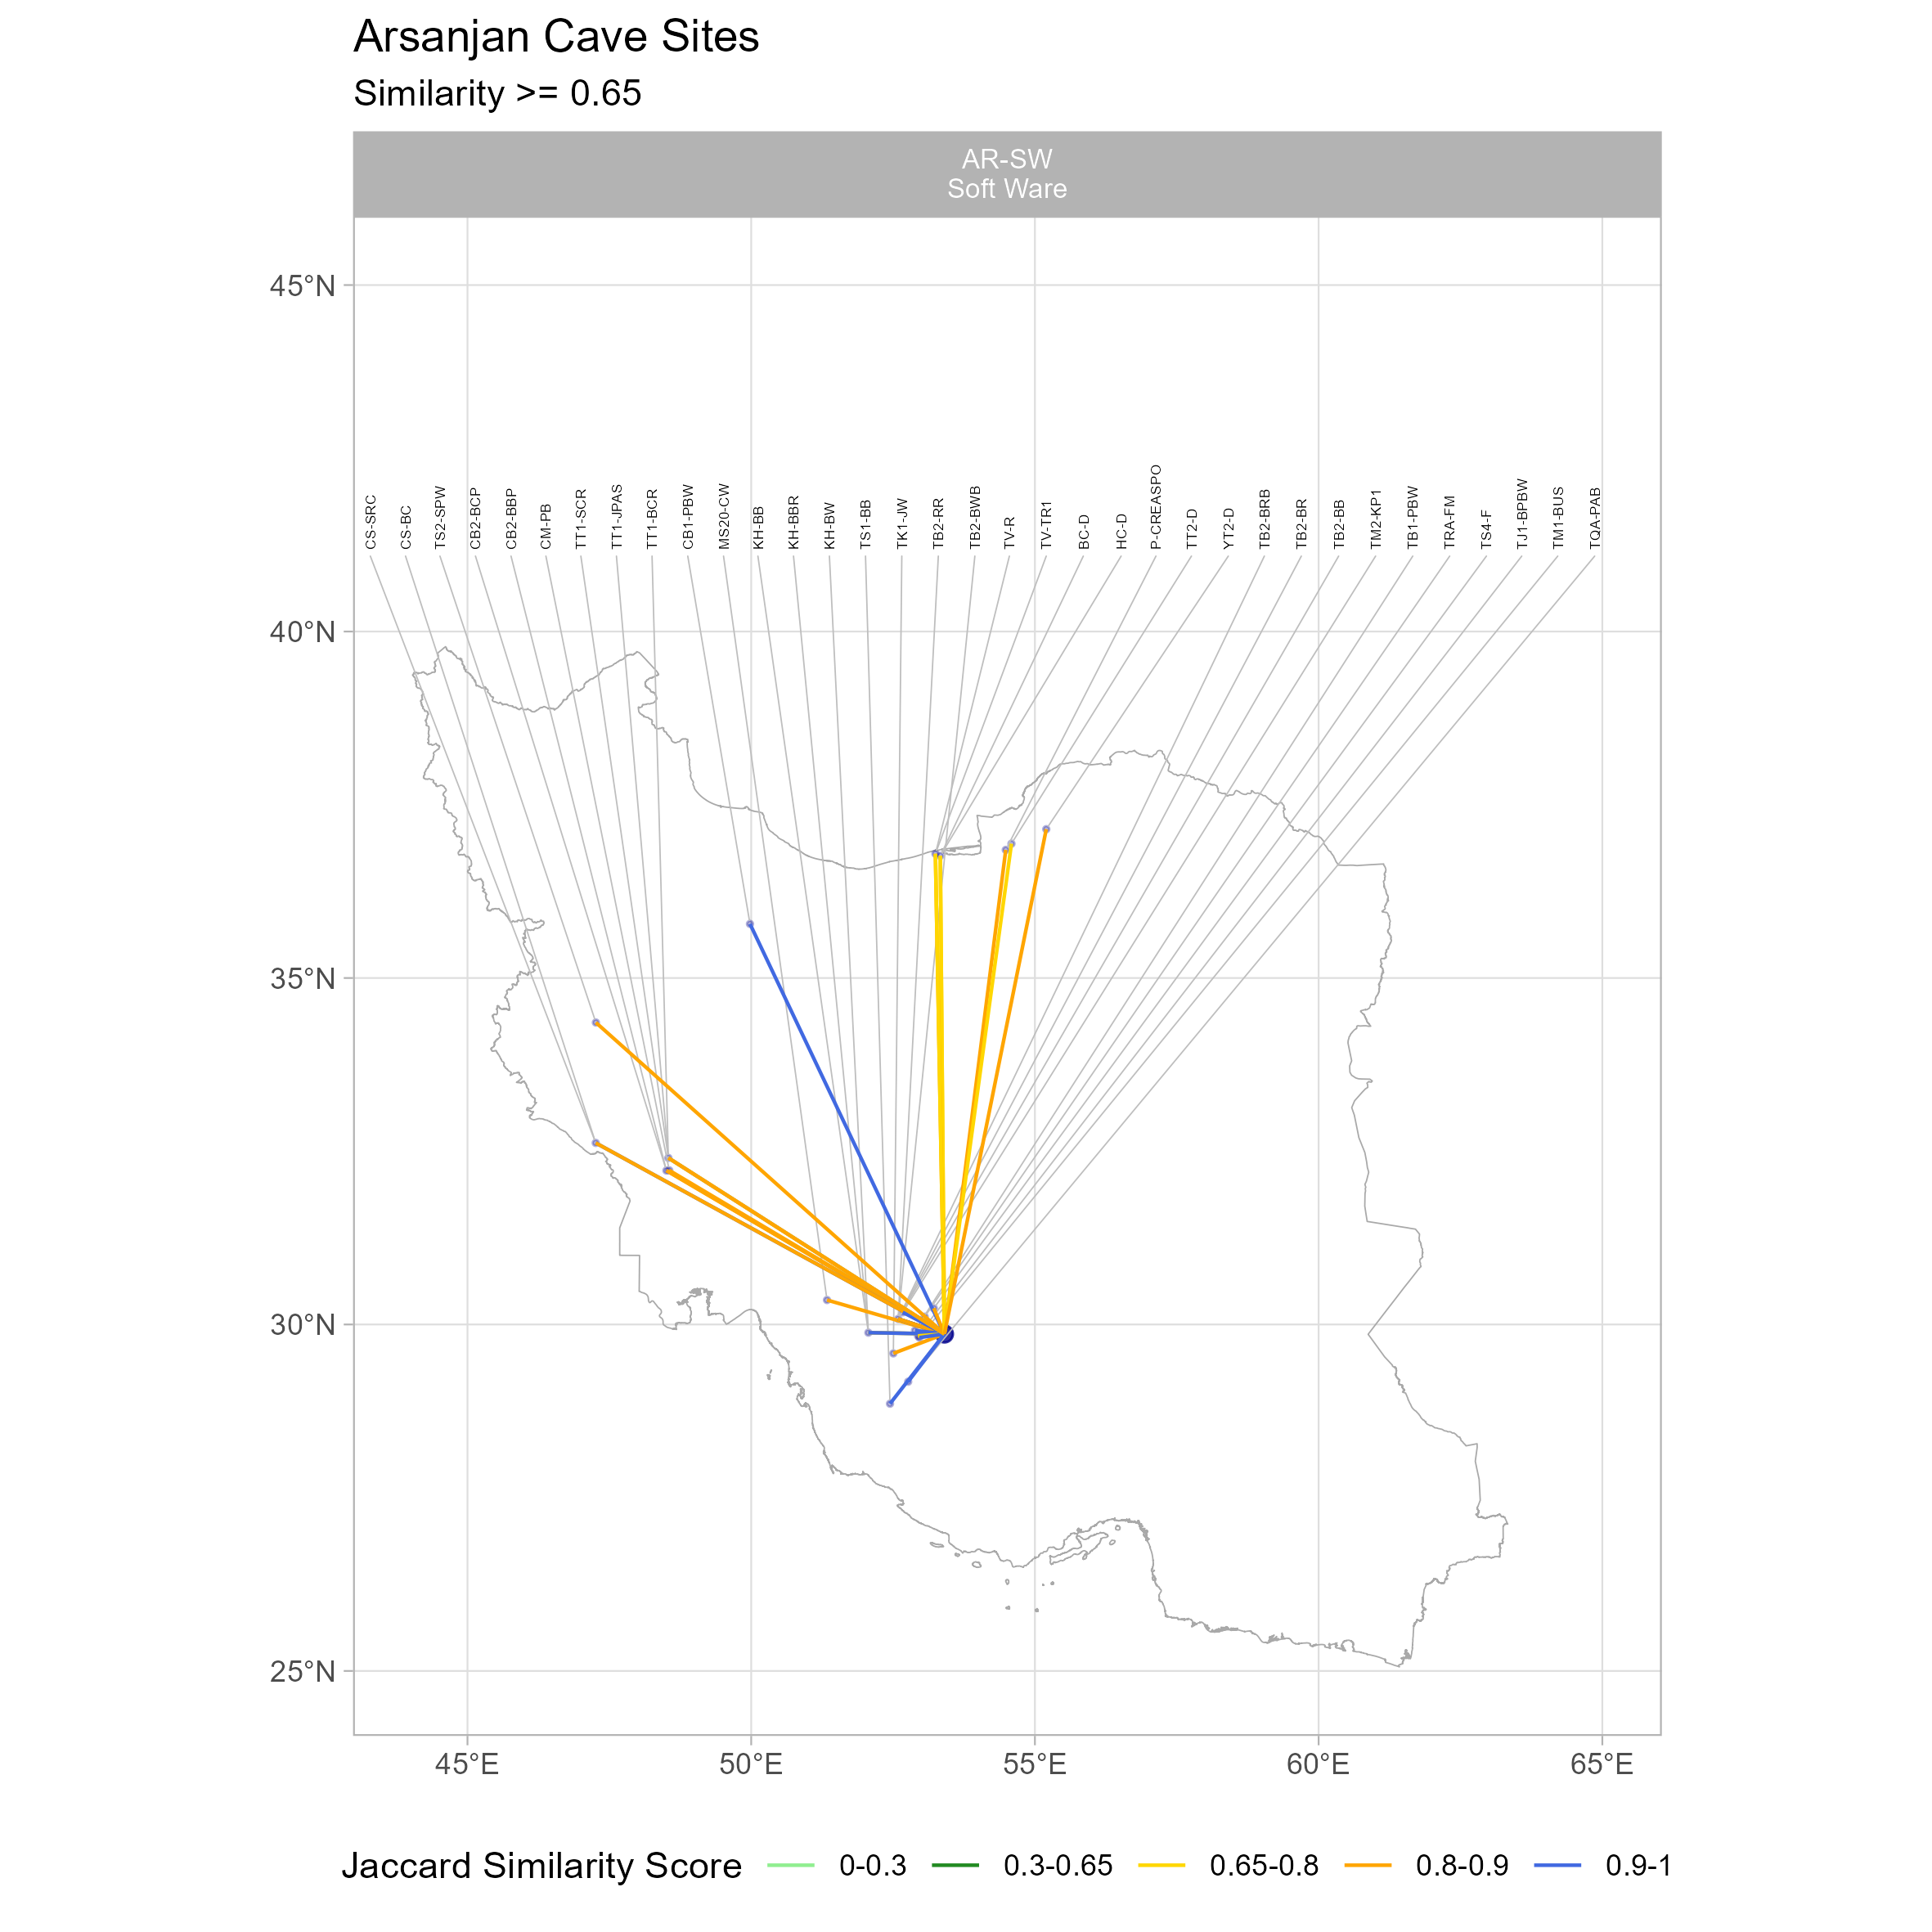 Arsanjan Cave Sites
Similarity >= 0.65
AR-SW
Soft Ware
45°N
40°N
35°N
30°N
25°N
CS-SRC
CS-BC
TS2-SPW
CB2-BCP
CB2-BBP
CM-PB
TT1-SCR
TT1-JPAS
TT1-BCR
CB1-PBW
MS20-CW
KH-BB
KH-BBR
KH-BW
TS1-BB
TK1-JW
TB2-RR
TB2-BWB
TV-R
TV-TR1
BC-D
HC-D
P-CREASPO
TT2-D
YT2-D
TB2-BRB
TB2-BR
TB2-BB
TM2-KP1
TB1-PBW
TRA-FM
TS4-F
TJ1-BPBW
TM1-BUS
TQA-PAB
45°E
50°E
55°E
60°E
65°E
Jaccard Similarity Score 0-0.3 0.3-0.65 0.65-0.8 0.8-0.9 0.9-1